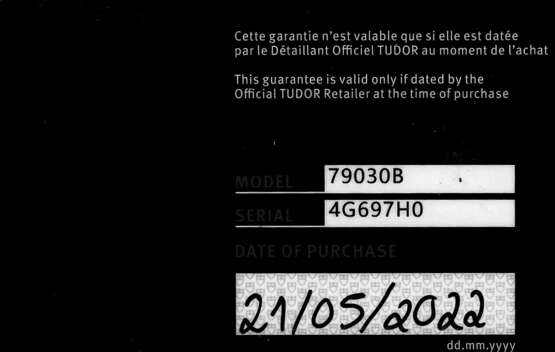 Cette garantie n'est valable que si elle est datée
par le Détaillant Officiel TUDOR au moment de l'achat
This guarantee is valid only if dated by the
Official TUDOR Retailer at the time of purchase
MODEL 79030B
SERIAL 4G697H0
DATE OF PURCHASE
21/05/2022
dd.mm.yyyy